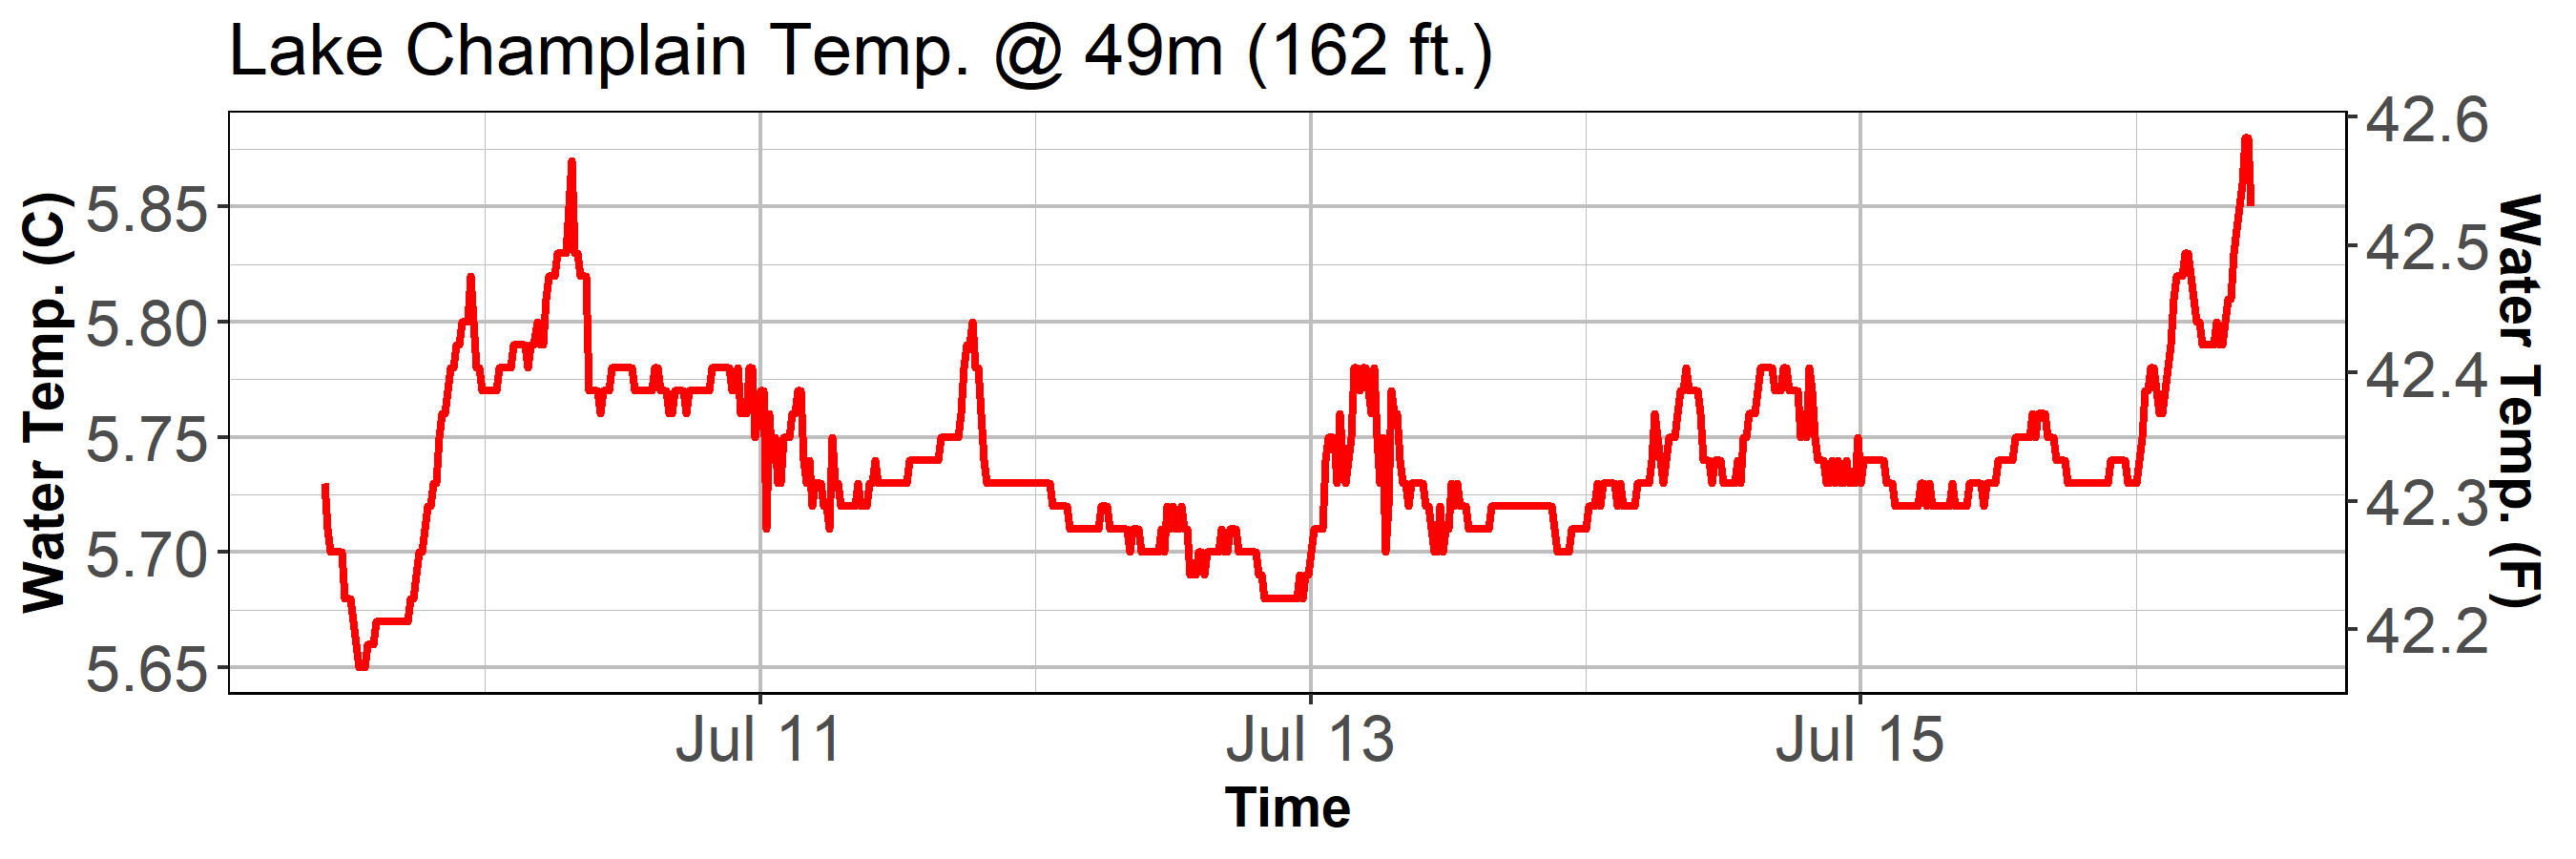 Lake Champlain Temp. @ 49m (162 ft.)
Water Temp. (C)
5.85
5.80
5.75
5.70
5.65
42.6
42.5
42.4
42.3
42.2
Water Temp. (F)
Jul 11
Jul 13
Jul 15
Time